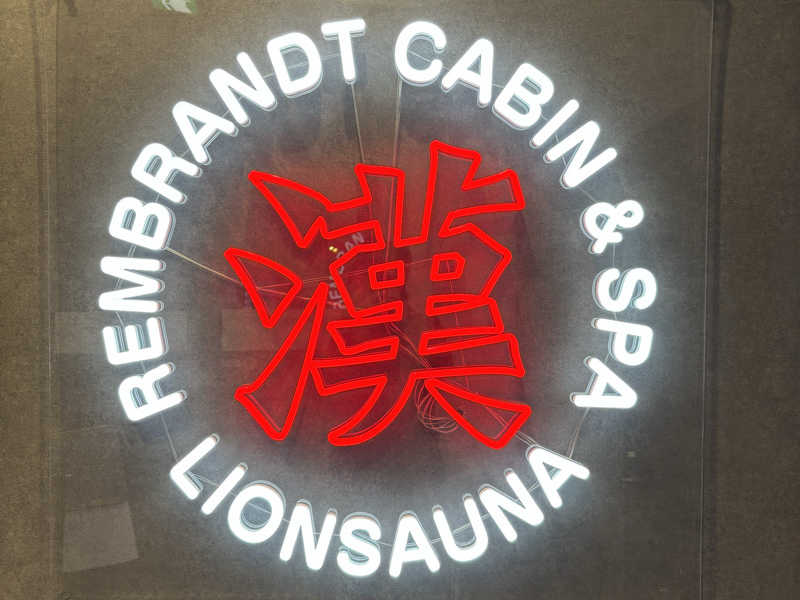 REMBRANDT CABIN & SPA
漢
LIONSAUNA